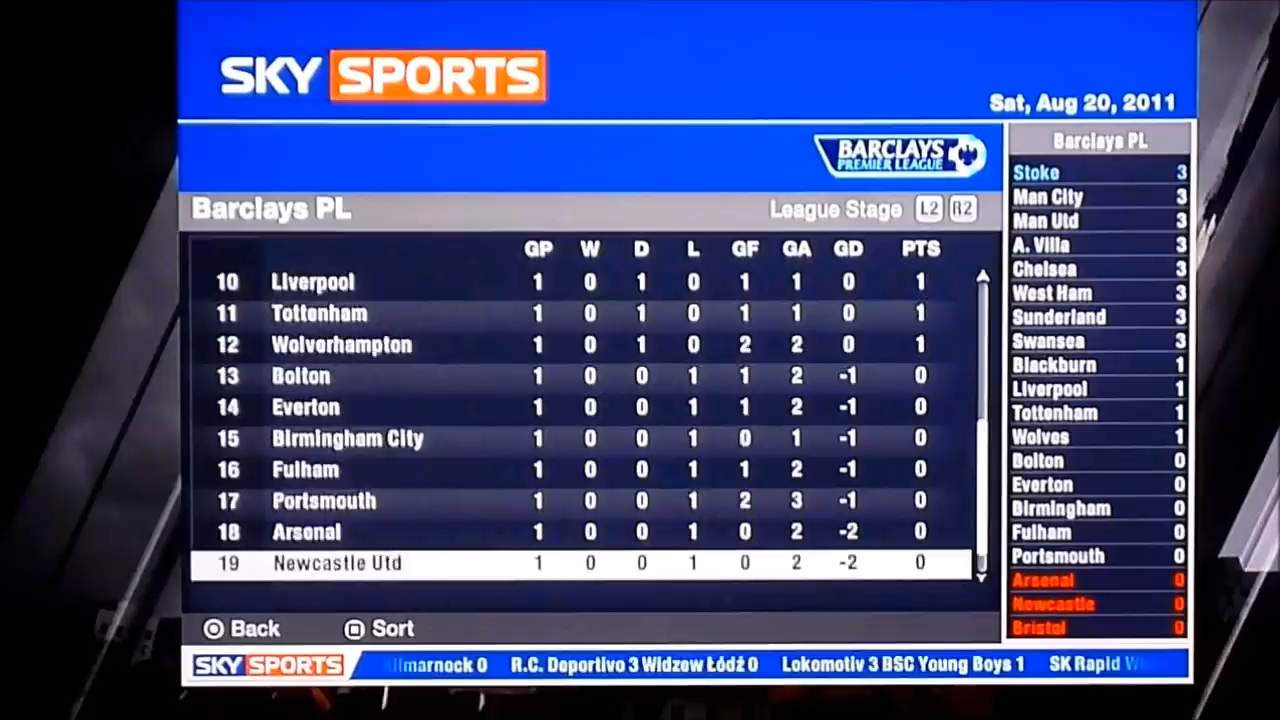 SKY SPORTS
Sat, Aug 20, 2011
BARCLAYS
PREMIER LEAGUE
Barclays PL
League Stage L2 R2
GP W D L GF GA GD PTS
10 Liverpool 1 0 1 0 1 1 0 1
11 Tottenham 1 0 1 0 1 1 0 1
12 Wolverhampton 1 0 1 0 2 2 0 1
13 Bolton 1 0 0 1 1 2 -1 0
14 Everton 1 0 0 1 1 2 -1 0
15 Birmingham City 1 0 0 1 0 1 -1 0
16 Fulham 1 0 0 1 1 2 -1 0
17 Portsmouth 1 0 0 1 2 3 -1 0
18 Arsenal 1 0 0 1 0 2 -2 0
19 Newcastle Utd 1 0 0 1 0 2 -2 0
Back Sort
Barclays PL
Stoke 3
Man City 3
Man Utd 3
A. Villa 3
Chelsea 3
West Ham 3
Sunderland 3
Swansea 3
Blackburn 1
Liverpool 1
Tottenham 1
Wolves 1
Bolton 0
Everton 0
Birmingham 0
Fulham 0
Portsmouth 0
Arsenal 0
Newcastle 0
Bristol 0
SKY SPORTS ilmarnock 0 R.C. Deportivo 3 Widzew Łódź 0 Lokomotiv 3 BSC Young Boys 1 SK Rapid W